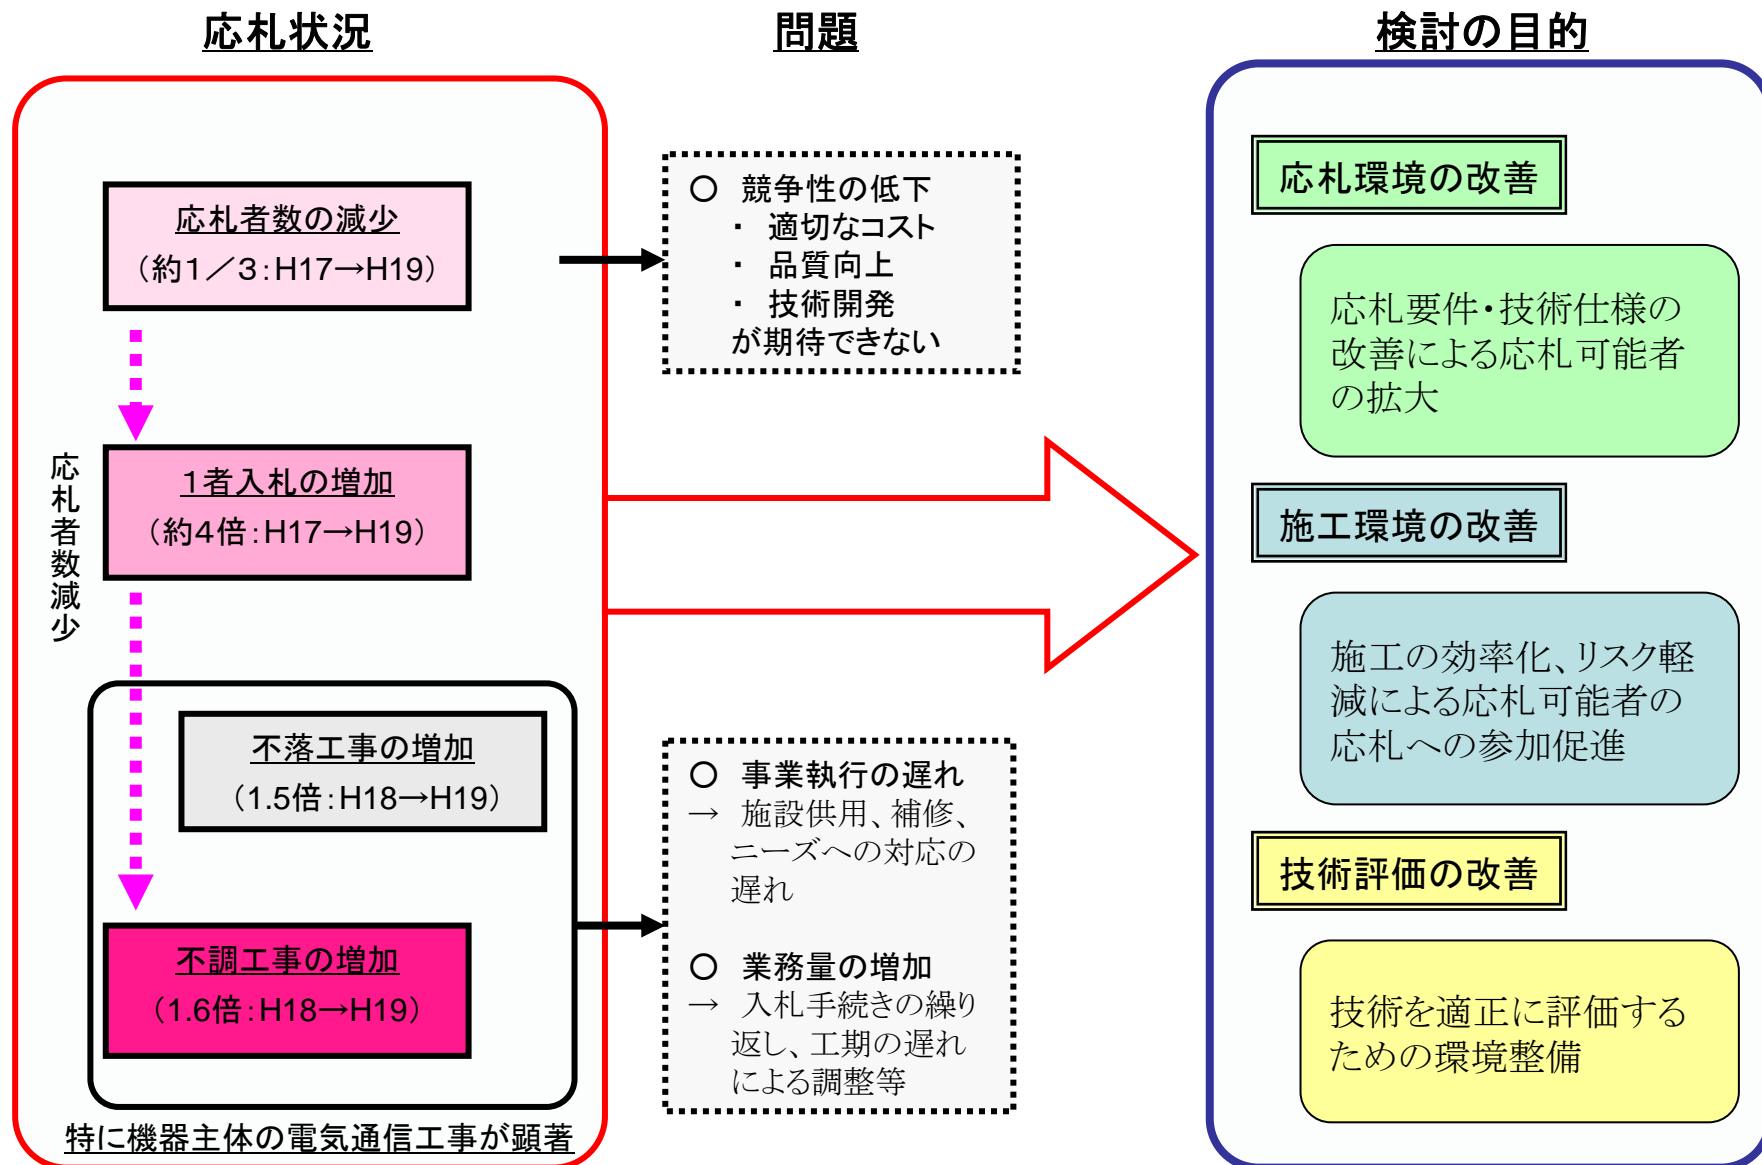 応札状況
問題
検討の目的
応札者数の減少
（約１／３：H17→H19）
応札者数減少
１者入札の増加
（約４倍：H17→H19）
不落工事の増加
（1.5倍：H18→H19）
不調工事の増加
（1.6倍：H18→H19）
特に機器主体の電気通信工事が顕著
○ 競争性の低下
・ 適切なコスト
・ 品質向上
・ 技術開発
が期待できない
○ 事業執行の遅れ
→ 施設供用、補修、
ニーズへの対応の
遅れ
○ 業務量の増加
→ 入札手続きの繰り
返し、工期の遅れ
による調整等
応札環境の改善
応札要件・技術仕様の
改善による応札可能者
の拡大
施工環境の改善
施工の効率化、リスク軽
減による応札可能者の
応札への参加促進
技術評価の改善
技術を適正に評価する
ための環境整備